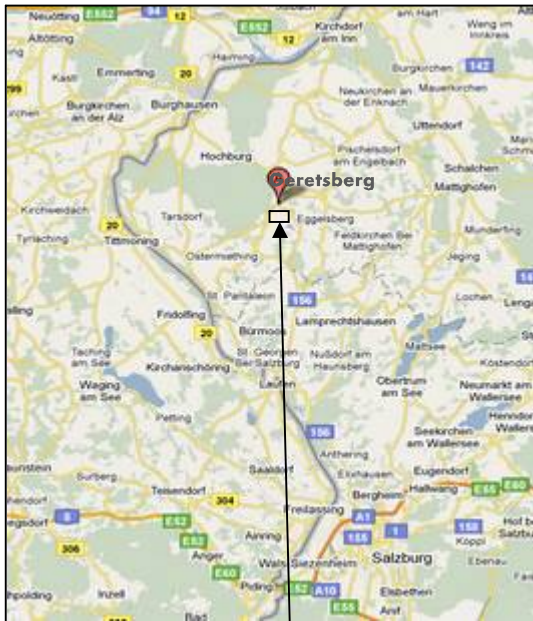 Neuötting
E552
94
12
Altötting
E552
12
Kirchdorf
am Inn
am Hart
Weng im
Innkreis
Haiming
Emmerting
20
Kastl
Burgkirchen
142
299
Burghausen
Neukirchen an
der Enknach
Mauerkirchen
Burgkirchen
an der Alz
Uttendorf
Hochburg
Pischelsdorf
am Engelbach
Schalchen
Mattighofen
eretsberg
Kirchweidach
Tarsdorf
Eggelsberg
20
Feldkirchen Bei
Mattighofen
Munderfing
Tyrlaching
Tittmoning
Ostermiething
Jeging
St. Pantaleon
156
Lochen
Fridolfing
Lamprechtshausen
20
Bürmoos
Mattsee
Taching
am See
St. Georgen
Bei Salzburg
Nußdorf am
Haunsberg
Köstendorf
Kirchanschöring
Laufen
Obertrum
am See
Neumarkt am
Wallersee
Waging
am See
Petting
156
Seekirchen
am Wallersee
Anthering
Saaldorf
Elixhausen
Eugendorf
Surberg
Teisendorf
304
Bergheim
Hallwang
E55
E60
Freilassing
8
E52
A1
E52
Ainring
155
1
158
306
Anger
Wals-Siezenheim
Salzburg
Koppl
Ebenau
E60
Piding
E52
A10
Elsbethen
Inzell
E55
Anif
Bad